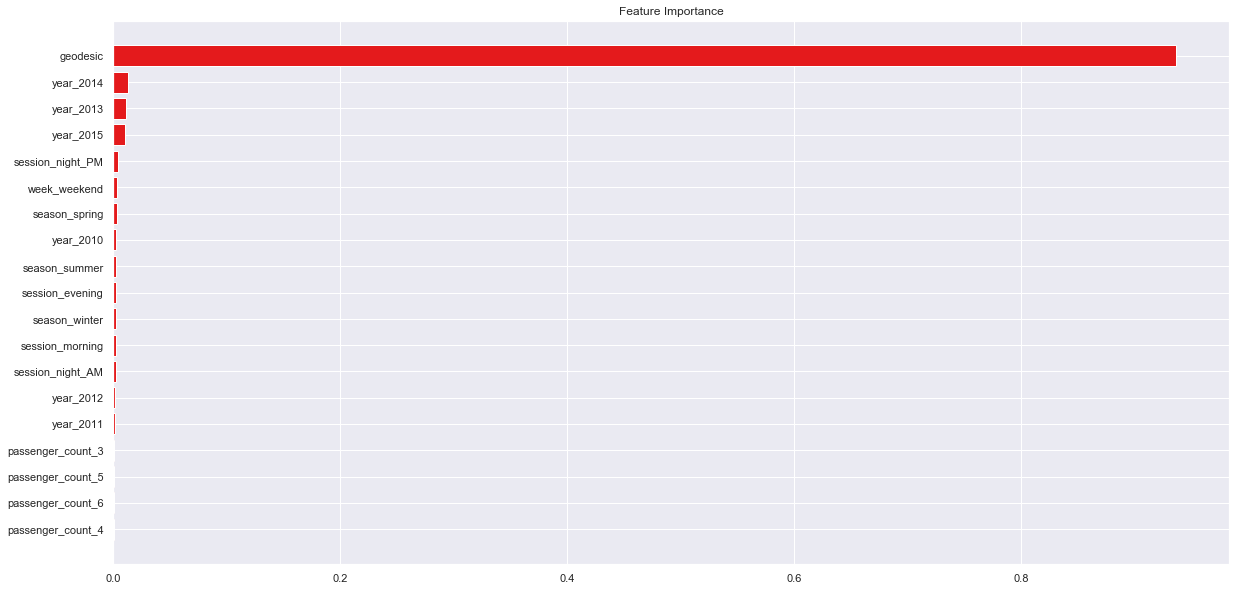 Feature Importance
geodesic
year_2014
year_2013
year_2015
session_night_PM
week_weekend
season_spring
year_2010
season_summer
session_evening
season_winter
session_morning
session_night_AM
year_2012
year_2011
passenger_count_3
passenger_count_5
passenger_count_6
passenger_count_4
0.0 0.2 0.4 0.6 0.8